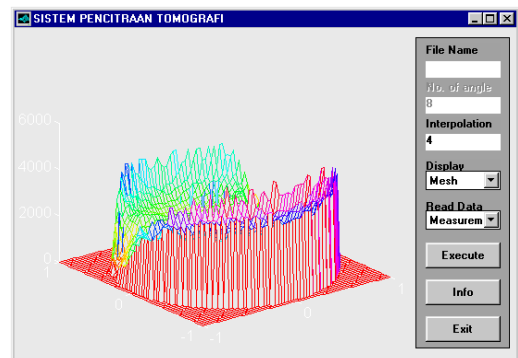 SISTEM PENCITRAAN TOMOGRAFI
File Name
No. of angle
8
Interpolation
4
Display
Mesh
Read Data
Measurem
Execute
Info
Exit
6000
4000
2000
0
1
0
-1
-1
0
1